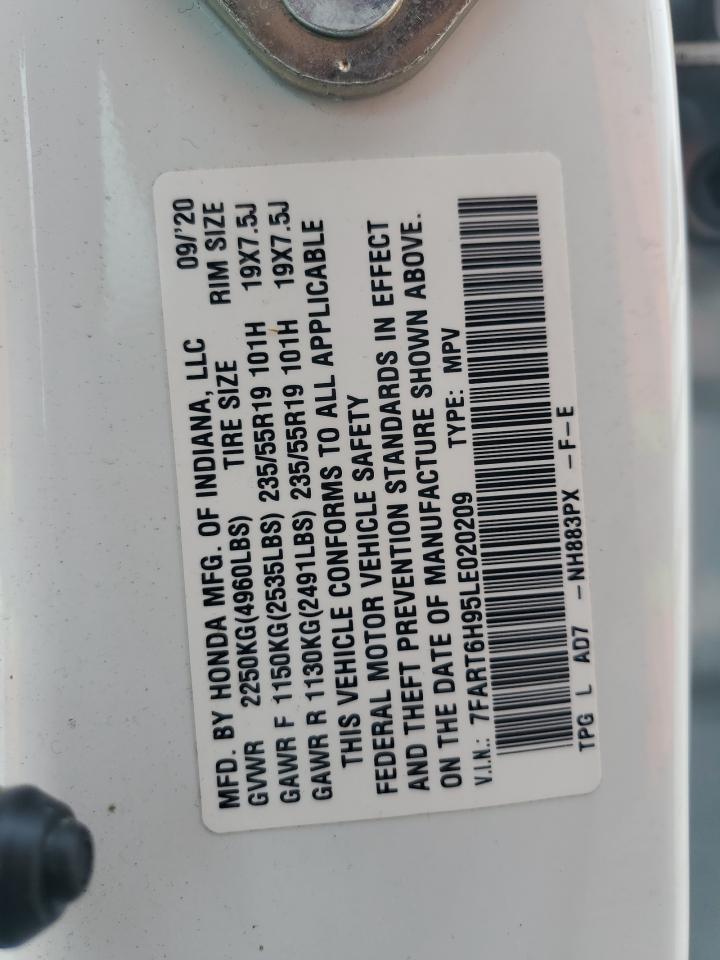 MFD. BY HONDA MFG. OF INDIANA, LLC 09/'20
GVWR 2250KG(4960LBS) TIRE SIZE RIM SIZE
GAWR F 1150KG(2535LBS) 235/55R19 101H 19X7.5J
GAWR R 1130KG(2491LBS) 235/55R19 101H 19X7.5J
THIS VEHICLE CONFORMS TO ALL APPLICABLE
FEDERAL MOTOR VEHICLE SAFETY
AND THEFT PREVENTION STANDARDS IN EFFECT
ON THE DATE OF MANUFACTURE SHOWN ABOVE.
V.I.N.: 7FART6H95LE020209 TYPE: MPV
TPG L AD7 -NH883PX -F-E